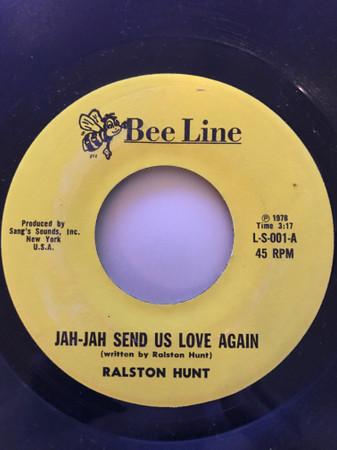 Bee Line
Produced by
Sang's Sounds, Inc.
New York
U.S.A.
℗ 1978
Time 3:17
L-S-001-A
45 RPM
JAH-JAH SEND US LOVE AGAIN
(written by Ralston Hunt)
RALSTON HUNT